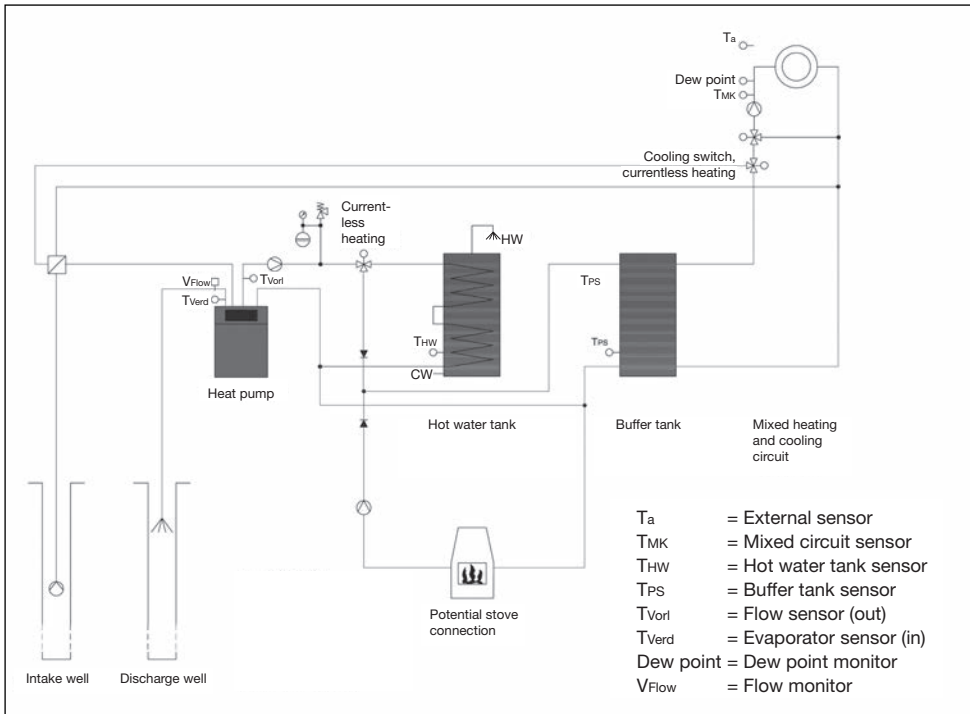 Ta
Dew point
TMK
Cooling switch,
currentless heating
Current-
less
heating
HW
VFlow
TVorl
TVerd
TPS
THW
TPS
CW
Heat pump
Hot water tank
Buffer tank
Mixed heating
and cooling
circuit
Potential stove
connection
Intake well
Discharge well
Ta = External sensor
TMK = Mixed circuit sensor
THW = Hot water tank sensor
TPS = Buffer tank sensor
TVorl = Flow sensor (out)
TVerd = Evaporator sensor (in)
Dew point = Dew point monitor
VFlow = Flow monitor